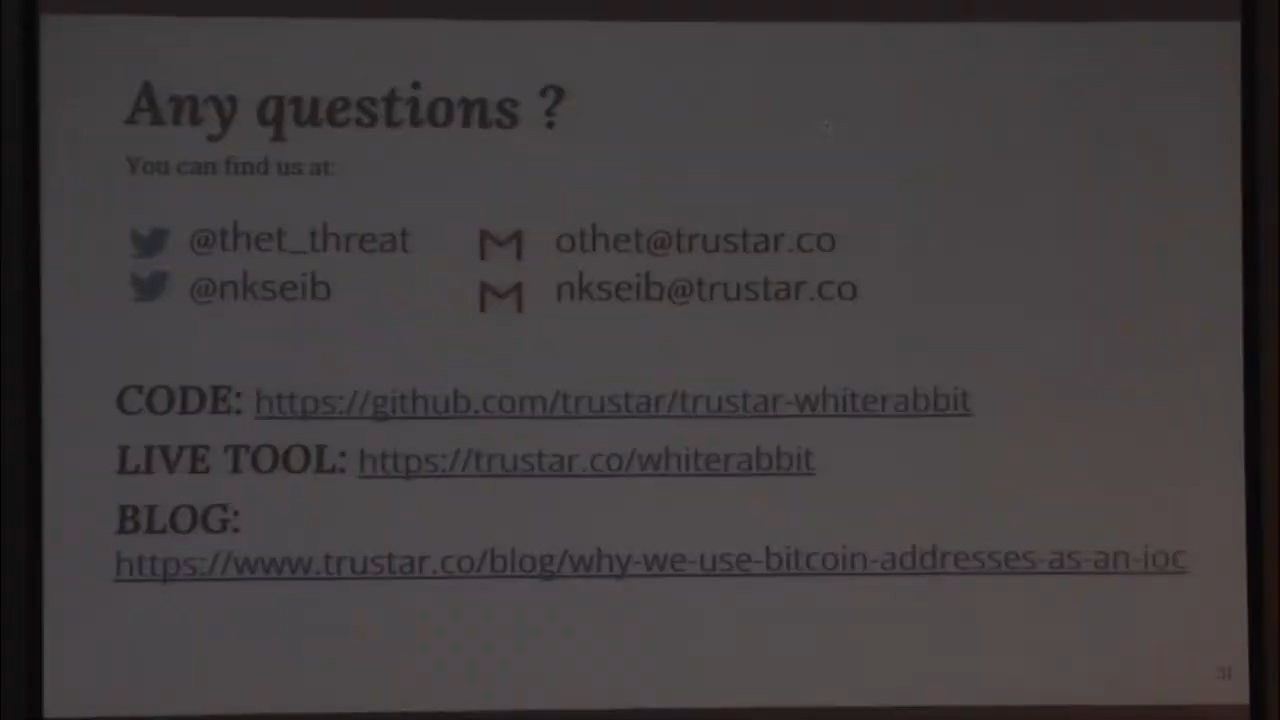 Any questions ?
You can find us at:
@thet_threat othet@trustar.co
@nkseib nkseib@trustar.co
CODE: https://github.com/trustar/trustar-whiterabbit
LIVE TOOL: https://trustar.co/whiterabbit
BLOG:
https://www.trustar.co/blog/why-we-use-bitcoin-addresses-as-an-ioc
31